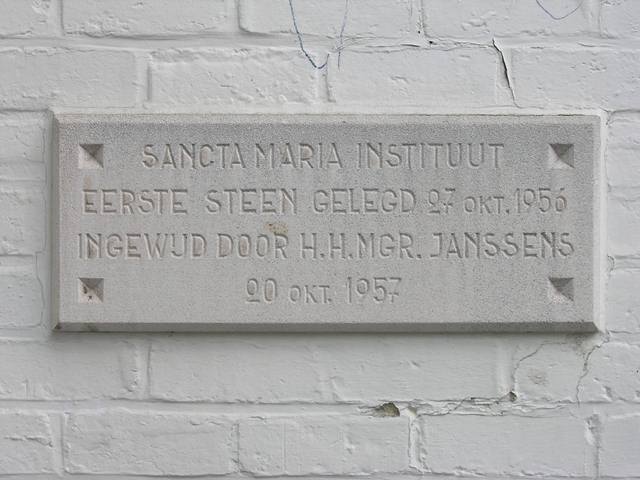 SANCTA MARIA INSTITUUT
EERSTE STEEN GELEGD 27 OKT. 1956
INGEWIJD DOOR H.H. MGR. JANSSENS
20 OKT. 1957